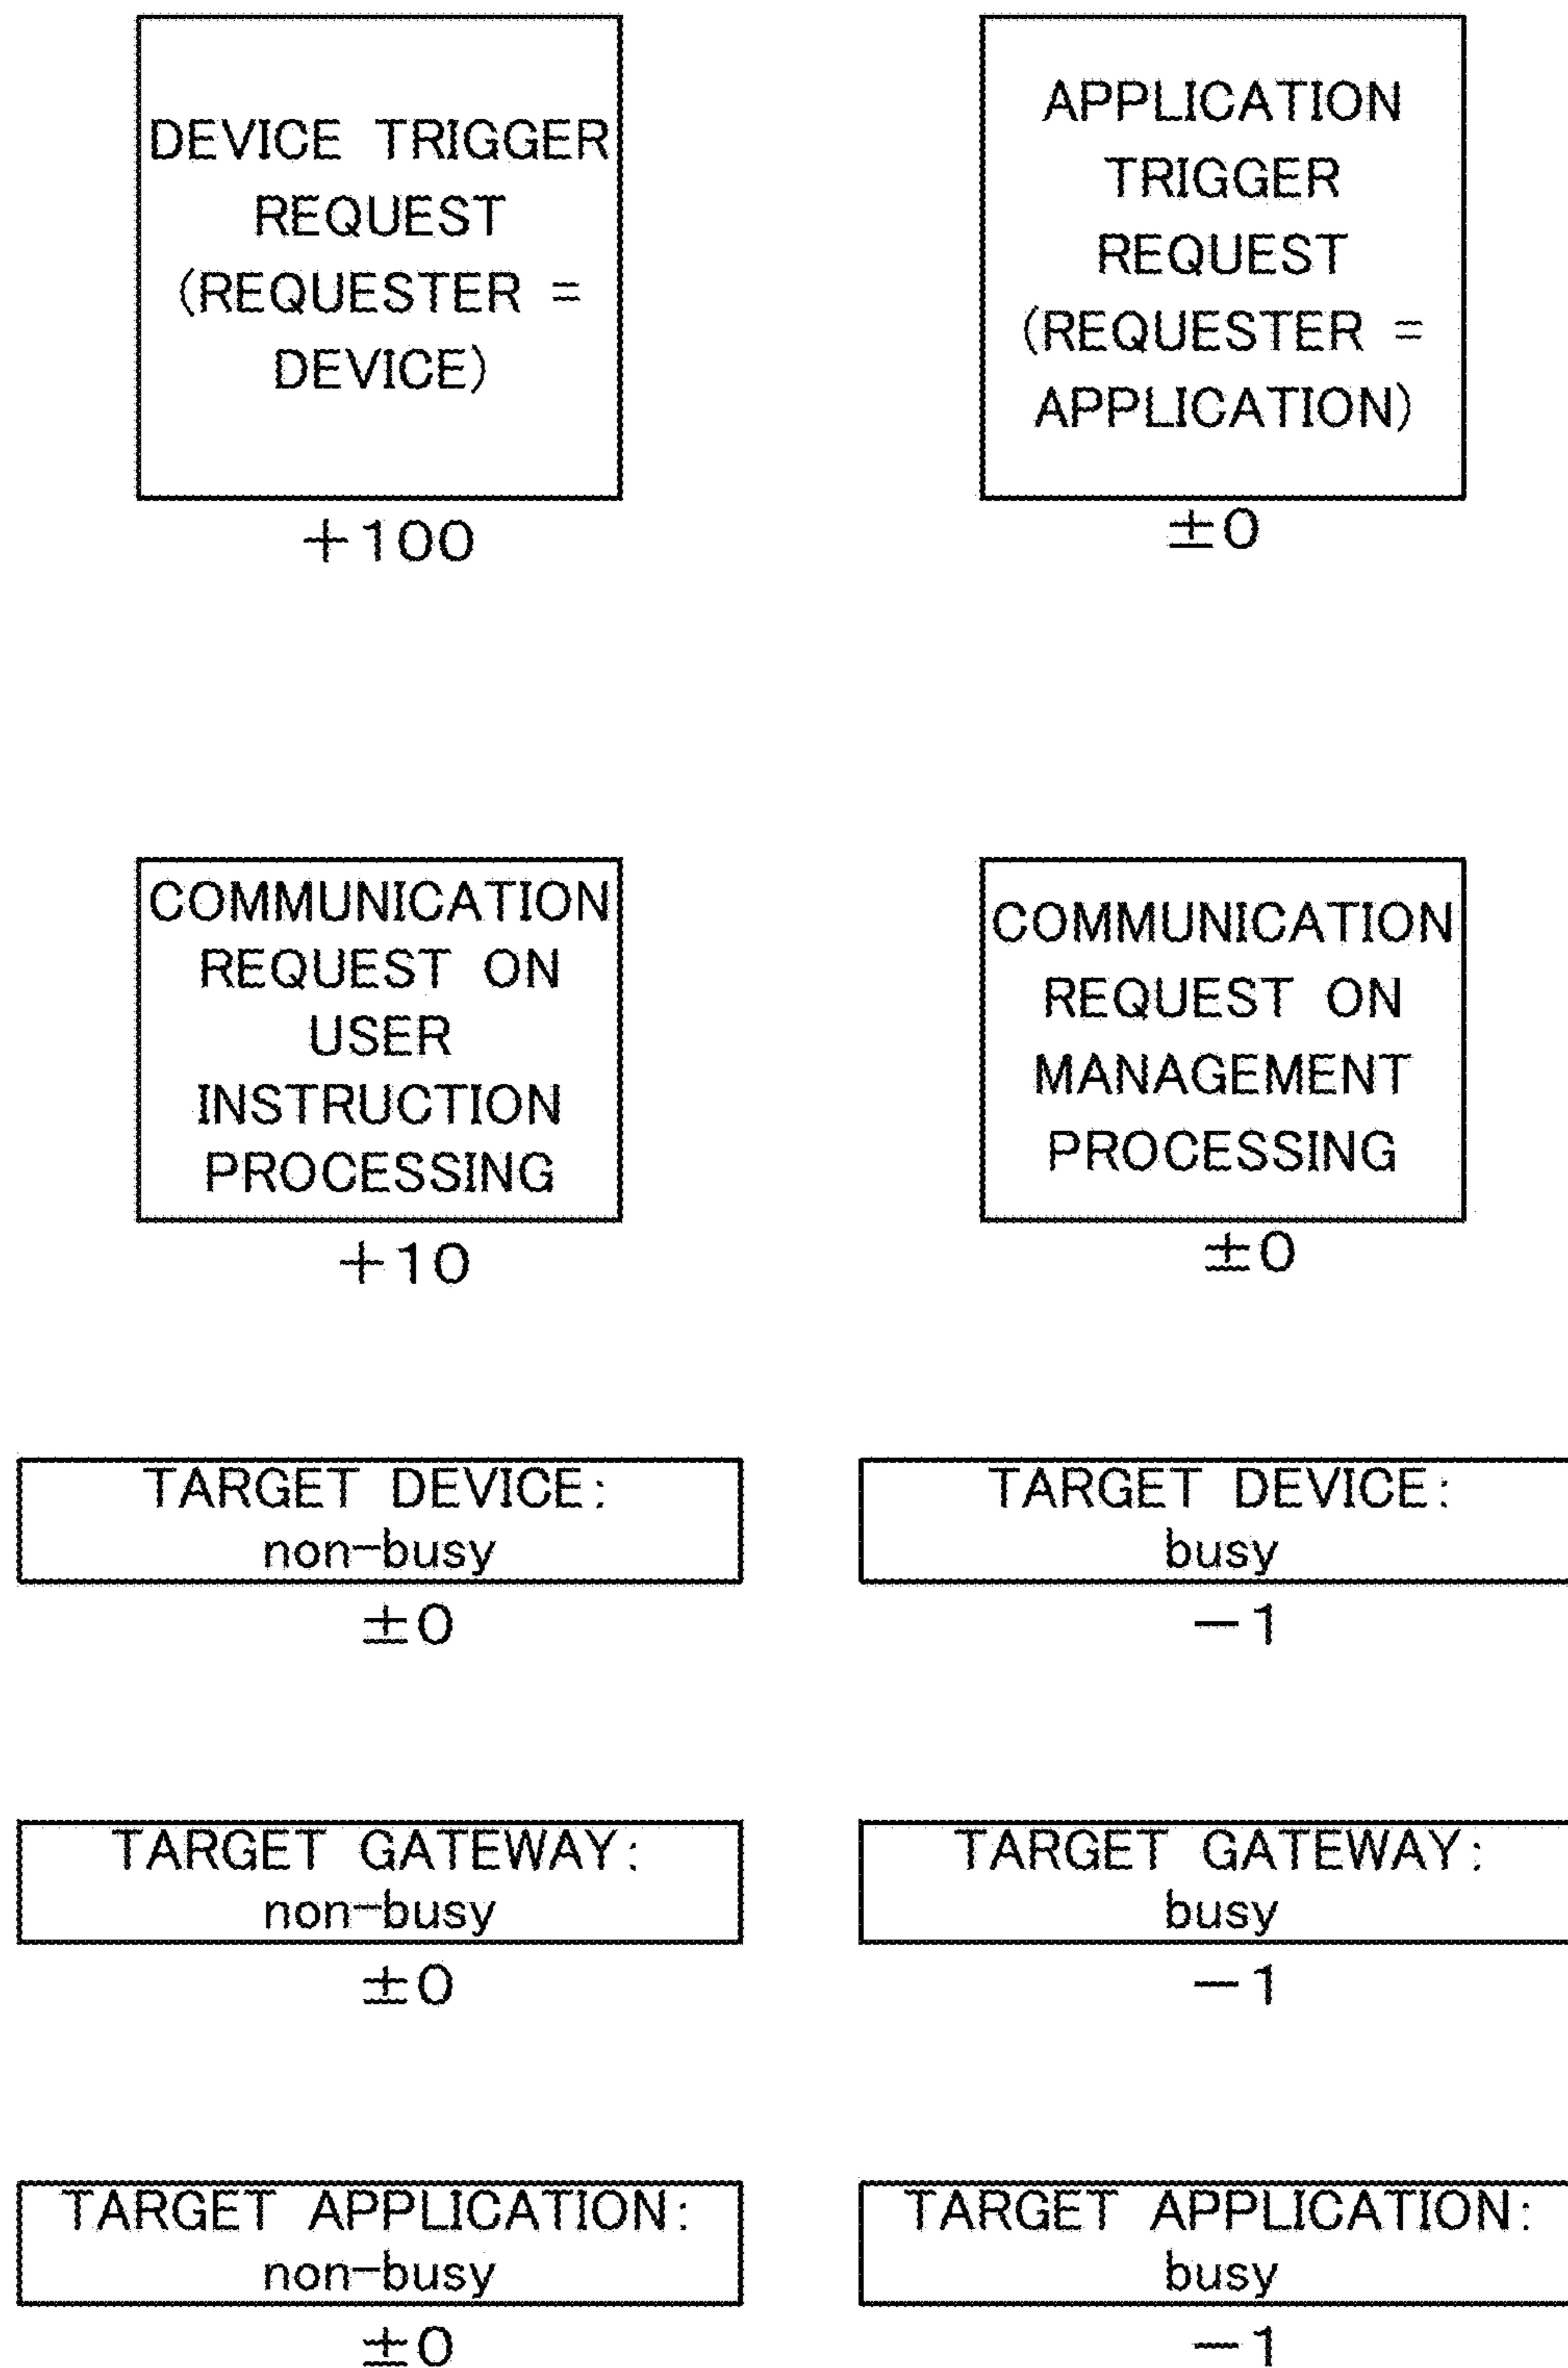 DEVICE TRIGGER
REQUEST
(REQUESTER =
DEVICE)
+100
APPLICATION
TRIGGER
REQUEST
(REQUESTER =
APPLICATION)
±0
COMMUNICATION
REQUEST ON
USER
INSTRUCTION
PROCESSING
+10
COMMUNICATION
REQUEST ON
MANAGEMENT
PROCESSING
±0
TARGET DEVICE:
non-busy
±0
TARGET DEVICE:
busy
-1
TARGET GATEWAY:
non-busy
±0
TARGET GATEWAY:
busy
-1
TARGET APPLICATION:
non-busy
±0
TARGET APPLICATION:
busy
-1